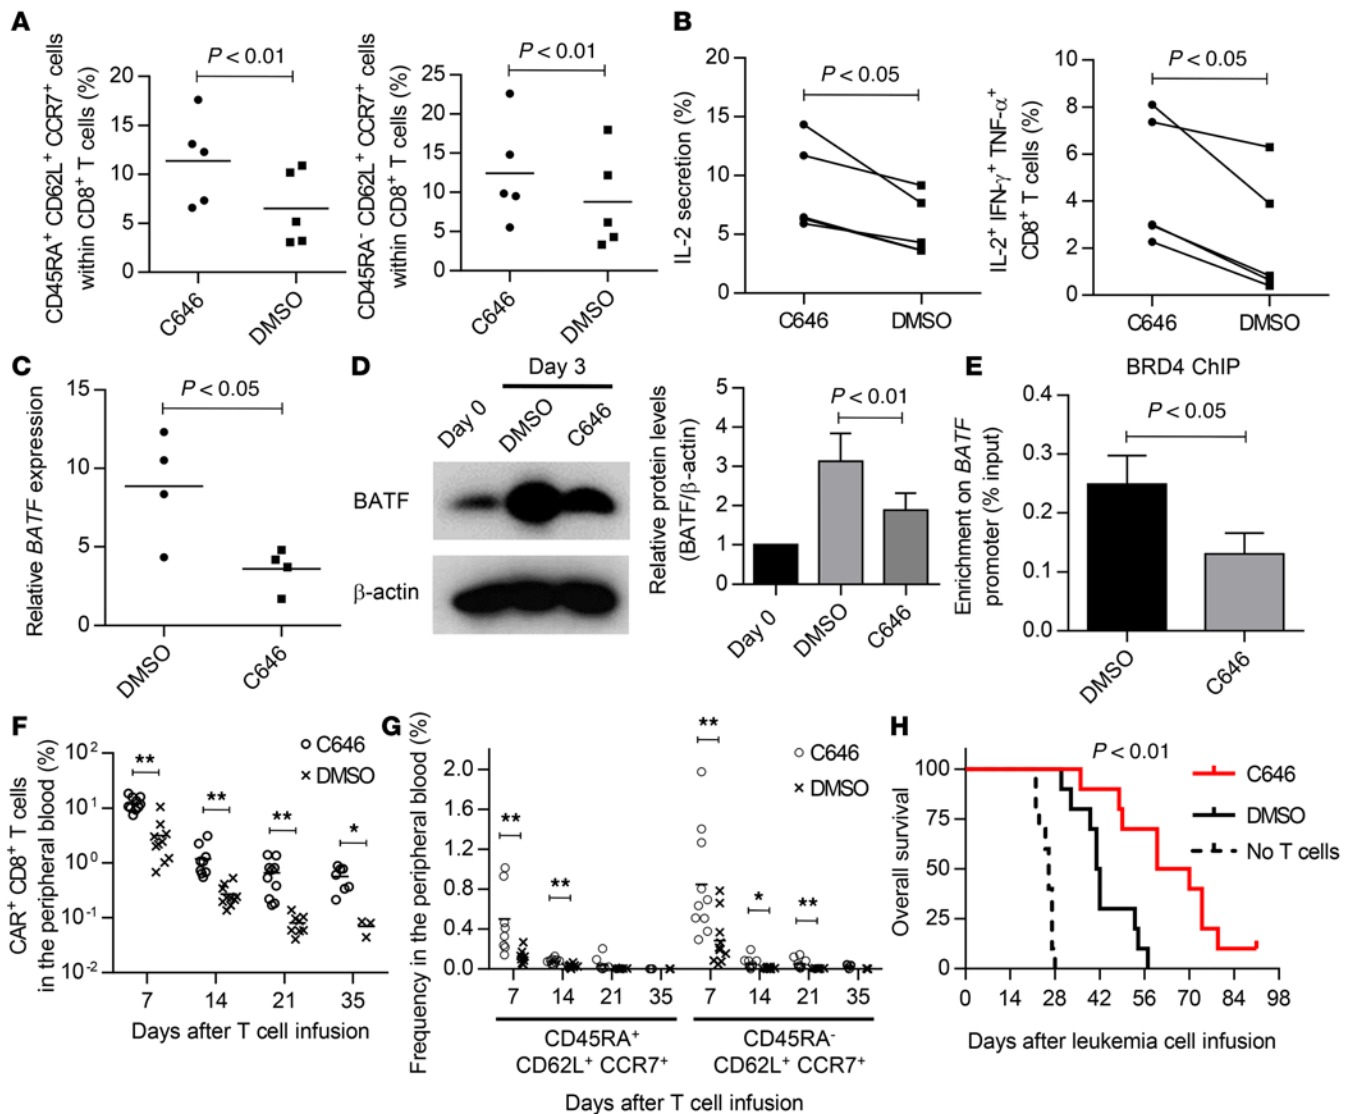 A
CD45RA+ CD62L+ CCR7+ cells
within CD8+ T cells (%)
20
15
10
5
0
P < 0.01
C646
DMSO
CD45RA- CD62L+ CCR7+ cells
within CD8+ T cells (%)
25
20
15
10
5
0
P < 0.01
C646
DMSO
B
IL-2 secretion (%)
20
15
10
5
0
P < 0.05
C646
DMSO
IL-2+ IFN-γ+ TNF-α+
CD8+ T cells (%)
10
8
6
4
2
0
P < 0.05
C646
DMSO
C
Relative BATF expression
15
10
5
0
P < 0.05
DMSO
C646
D
Day 3
Day 0
DMSO
C646
BATF
β-actin
Relative protein levels
(BATF/β-actin)
5
4
3
2
1
0
P < 0.01
Day 0
DMSO
C646
E
BRD4 ChIP
Enrichment on BATF
promoter (% input)
0.4
0.3
0.2
0.1
0.0
P < 0.05
DMSO
C646
F
CAR+ CD8+ T cells
in the peripheral blood (%)
10²
10¹
10⁰
10⁻¹
10⁻²
C646
DMSO
**
**
**
*
7 14 21 35
Days after T cell infusion
G
Frequency in the peripheral blood (%)
2.0
1.6
1.2
0.8
0.4
0.0
C646
DMSO
**
**
**
*
**
7 14 21 35 7 14 21 35
CD45RA+
CD62L+ CCR7+
CD45RA-
CD62L+ CCR7+
Days after T cell infusion
H
Overall survival
100
75
50
25
0
P < 0.01
C646
DMSO
No T cells
0 14 28 42 56 70 84 98
Days after leukemia cell infusion